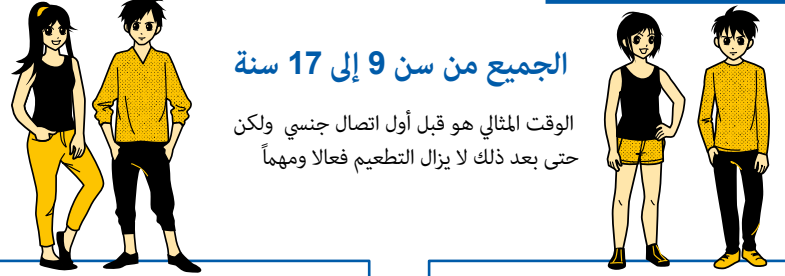 الجميع من سن 9 إلى 17 سنة
الوقت المثالي هو قبل أول اتصال جنسي ولكن
حتى بعد ذلك لا يزال التطعيم فعالا ومهماً